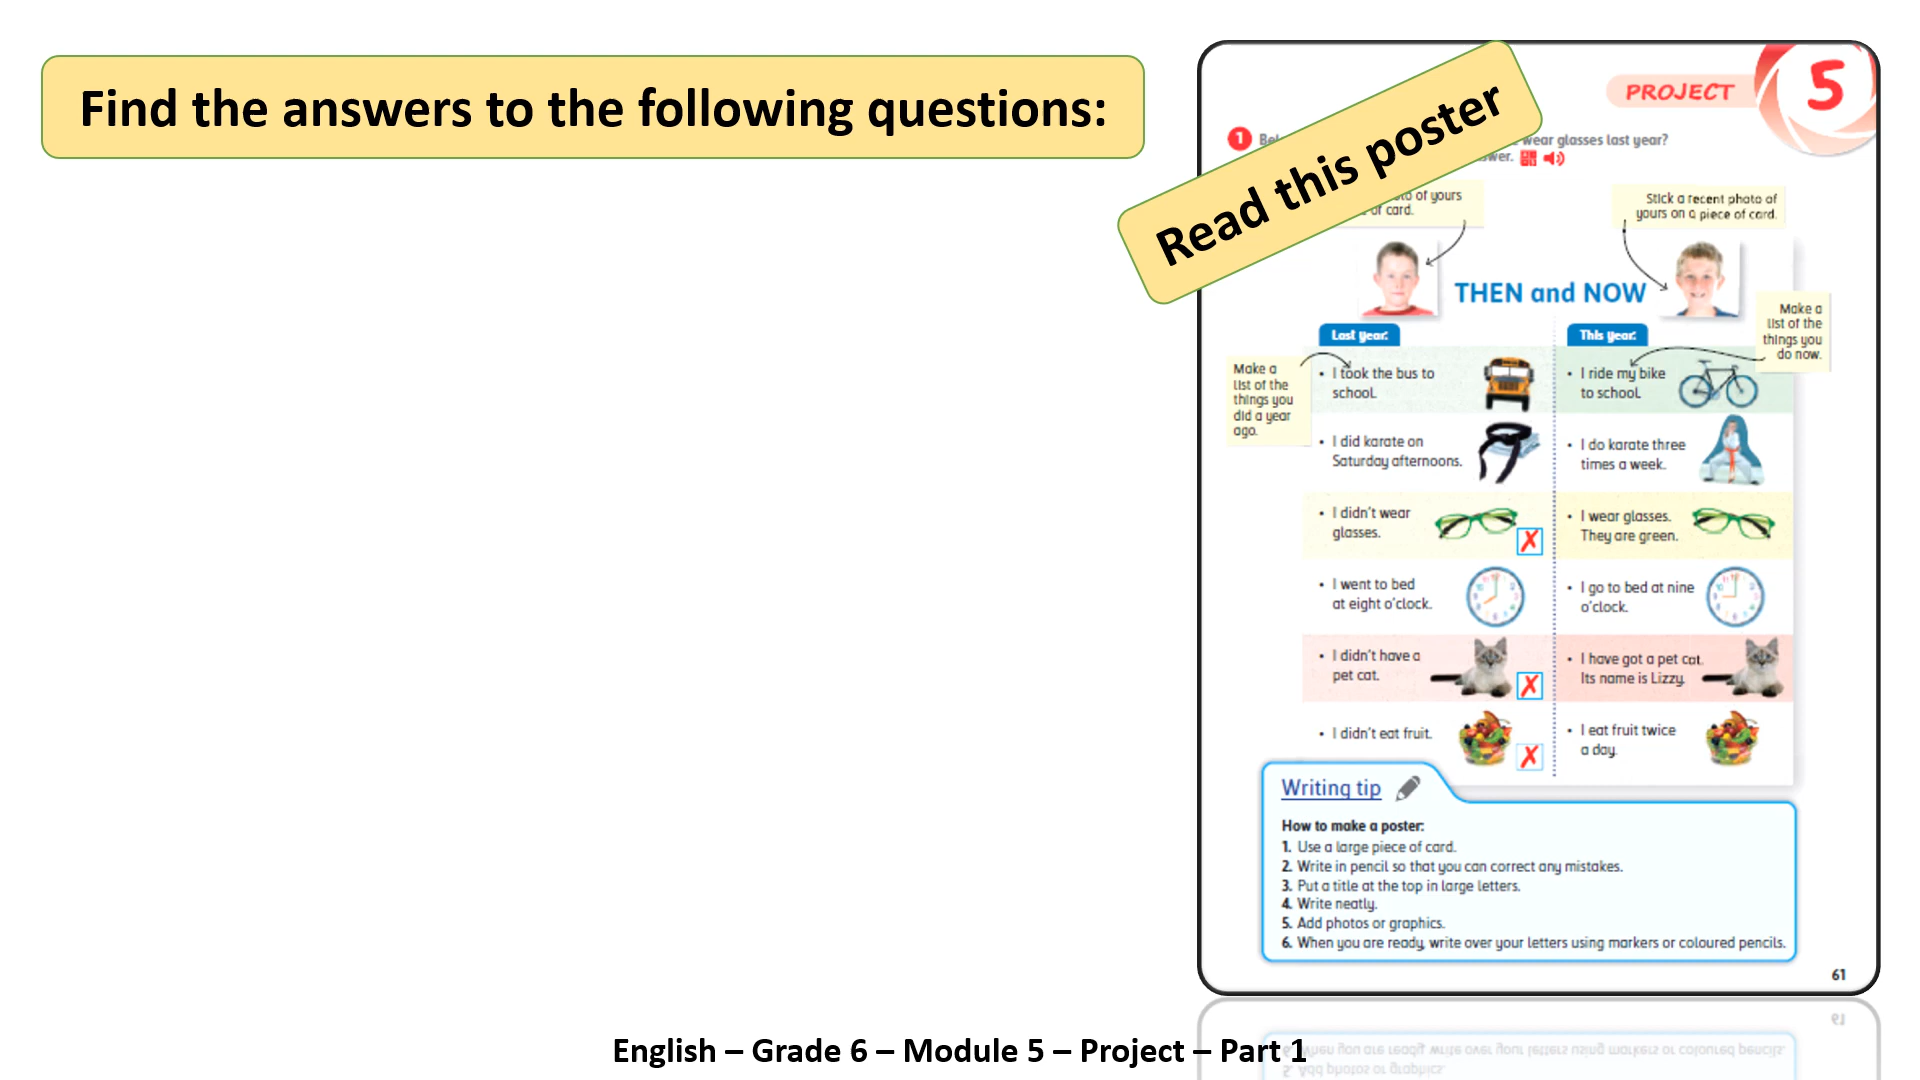 Find the answers to the following questions:
Read this poster
PROJECT 5
1
wear glasses last year?
of yours
of card.
Stick a recent photo of
yours on a piece of card.
THEN and NOW
Make a
list of the
things you
do now.
Last year:
This year:
Make a
list of the
things you
did a year
ago.
• I took the bus to
school.
• I ride my bike
to school.
• I did karate on
Saturday afternoons.
• I do karate three
times a week.
• I didn't wear
glasses.
• I wear glasses.
They are green.
• I went to bed
at eight o'clock.
• I go to bed at nine
o'clock.
• I didn't have a
pet cat.
• I have got a pet cat.
Its name is Lizzy.
• I didn't eat fruit.
• I eat fruit twice
a day.
Writing tip
How to make a poster:
1. Use a large piece of card.
2. Write in pencil so that you can correct any mistakes.
3. Put a title at the top in large letters.
4. Write neatly.
5. Add photos or graphics.
6. When you are ready, write over your letters using markers or coloured pencils.
61
English – Grade 6 – Module 5 – Project – Part 1